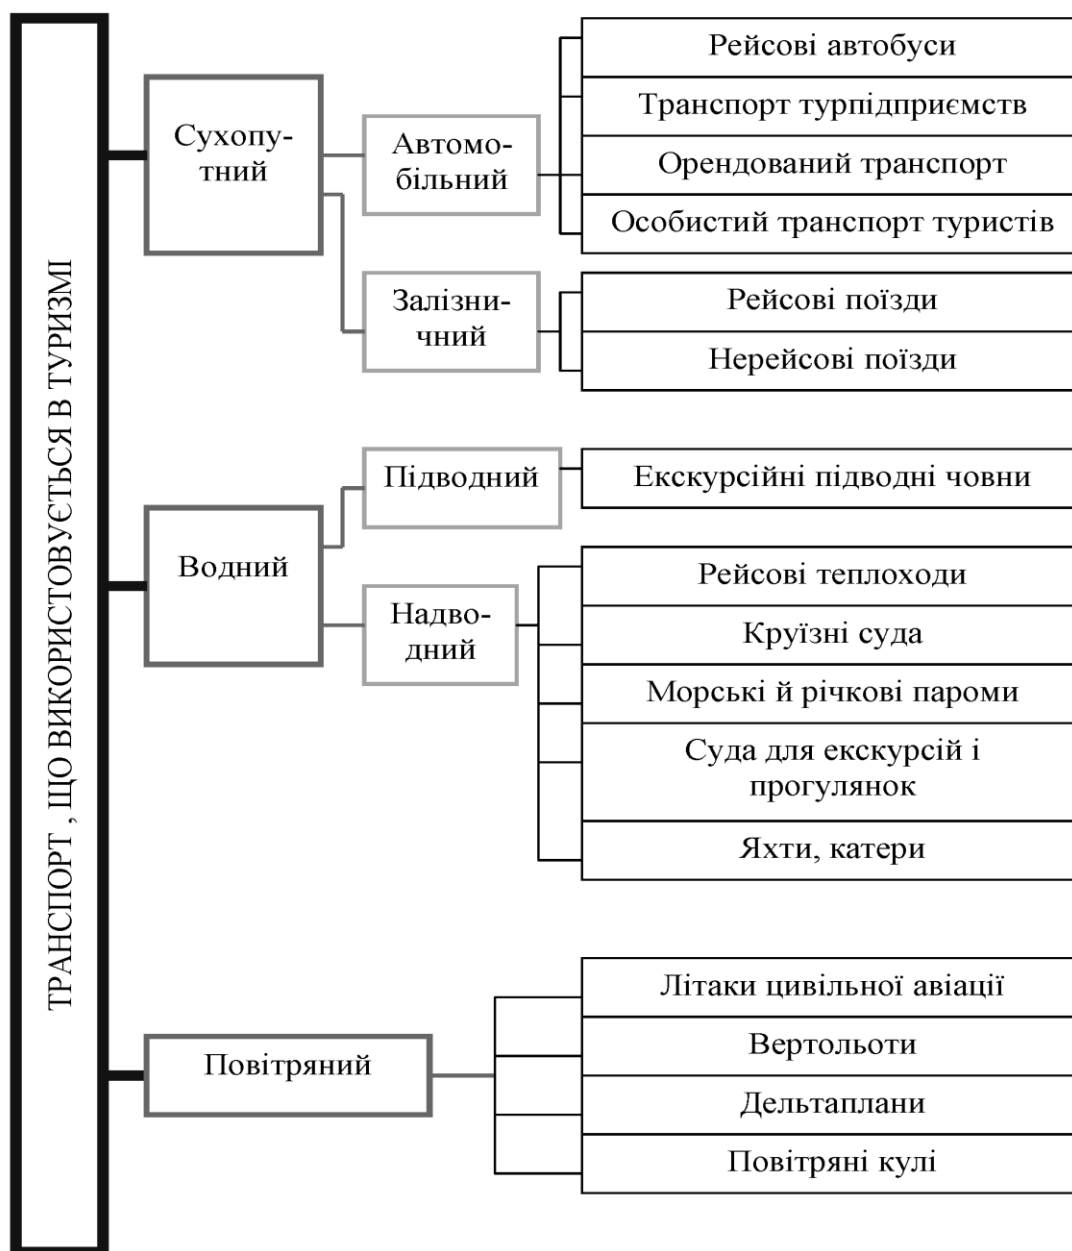 ТРАНСПОРТ , ЩО ВИКОРИСТОВУЄТЬСЯ В ТУРИЗМІ
Сухопу-
тний
Автомо-
більний
Рейсові автобуси
Транспорт турпідприємств
Орендований транспорт
Особистий транспорт туристів
Залізни-
чний
Рейсові поїзди
Нерейсові поїзди
Водний
Підводний
Екскурсійні підводні човни
Надво-
дний
Рейсові теплоходи
Круїзні суда
Морські й річкові пароми
Суда для екскурсій і
прогулянок
Яхти, катери
Повітряний
Літаки цивільної авіації
Вертольоти
Дельтаплани
Повітряні кулі